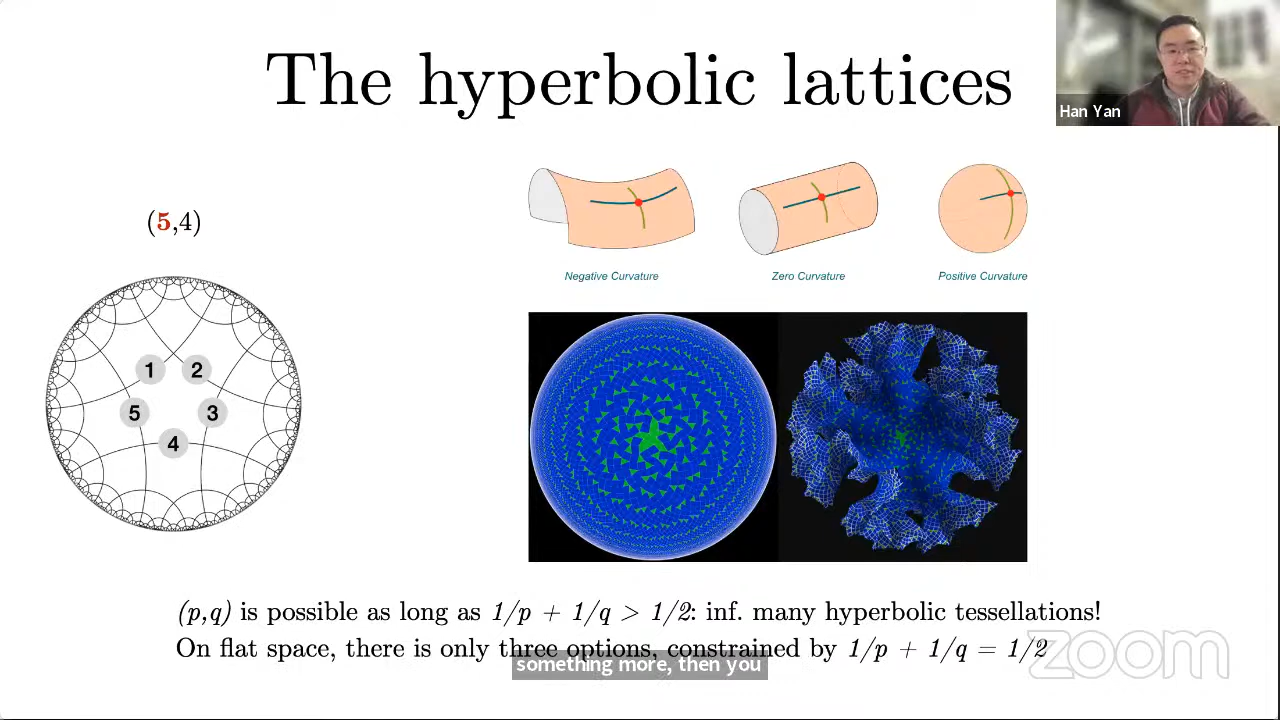 The hyperbolic lattices
Han Yan
(5,4)
Negative Curvature
Zero Curvature
Positive Curvature
1
2
5
3
4
(p,q) is possible as long as 1/p + 1/q > 1/2: inf. many hyperbolic tessellations!
On flat space, there is only three options, constrained by 1/p + 1/q = 1/2
something more, then you
zoom